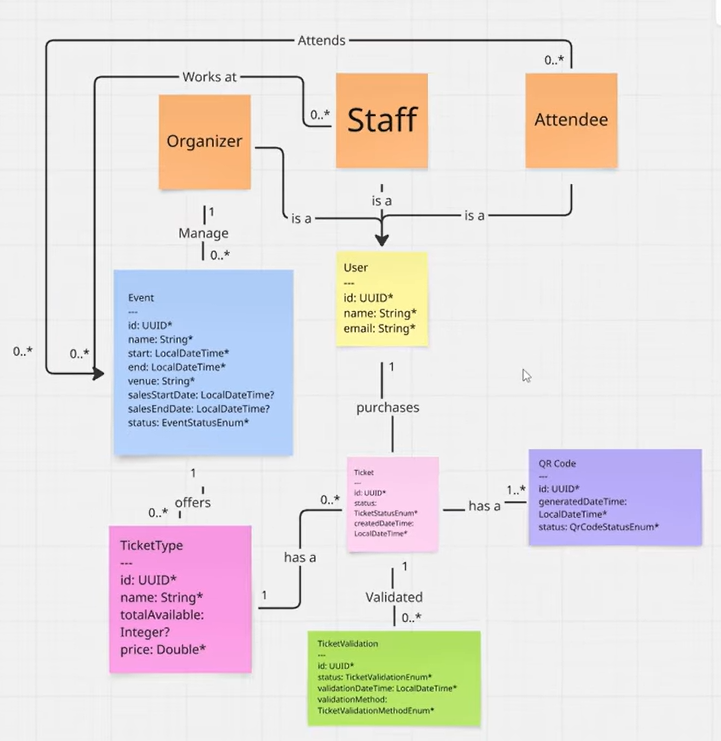 Attends
0..*
Works at
0..*
Staff
Attendee
Organizer
is a
is a
is a
1
Manage
0..*
User
---
id: UUID*
name: String*
email: String*
Event
---
id: UUID*
name: String*
start: LocalDateTime*
end: LocalDateTime*
venue: String*
salesStartDate: LocalDateTime?
salesEndDate: LocalDateTime?
status: EventStatusEnum*
0..*
0..*
1
purchases
Ticket
---
id: UUID*
status:
TicketStatusEnum*
createdDateTime:
LocalDateTime*
QR Code
---
id: UUID*
generatedDateTime:
LocalDateTime*
status: QrCodeStatusEnum*
has a
1..*
1
offers
0..*
0..*
has a
1
TicketType
---
id: UUID*
name: String*
totalAvailable:
Integer?
price: Double*
1
Validated
0..*
TicketValidation
---
id: UUID*
status: TicketValidationEnum*
validationDateTime: LocalDateTime*
validationMethod:
TicketValidationMethodEnum*